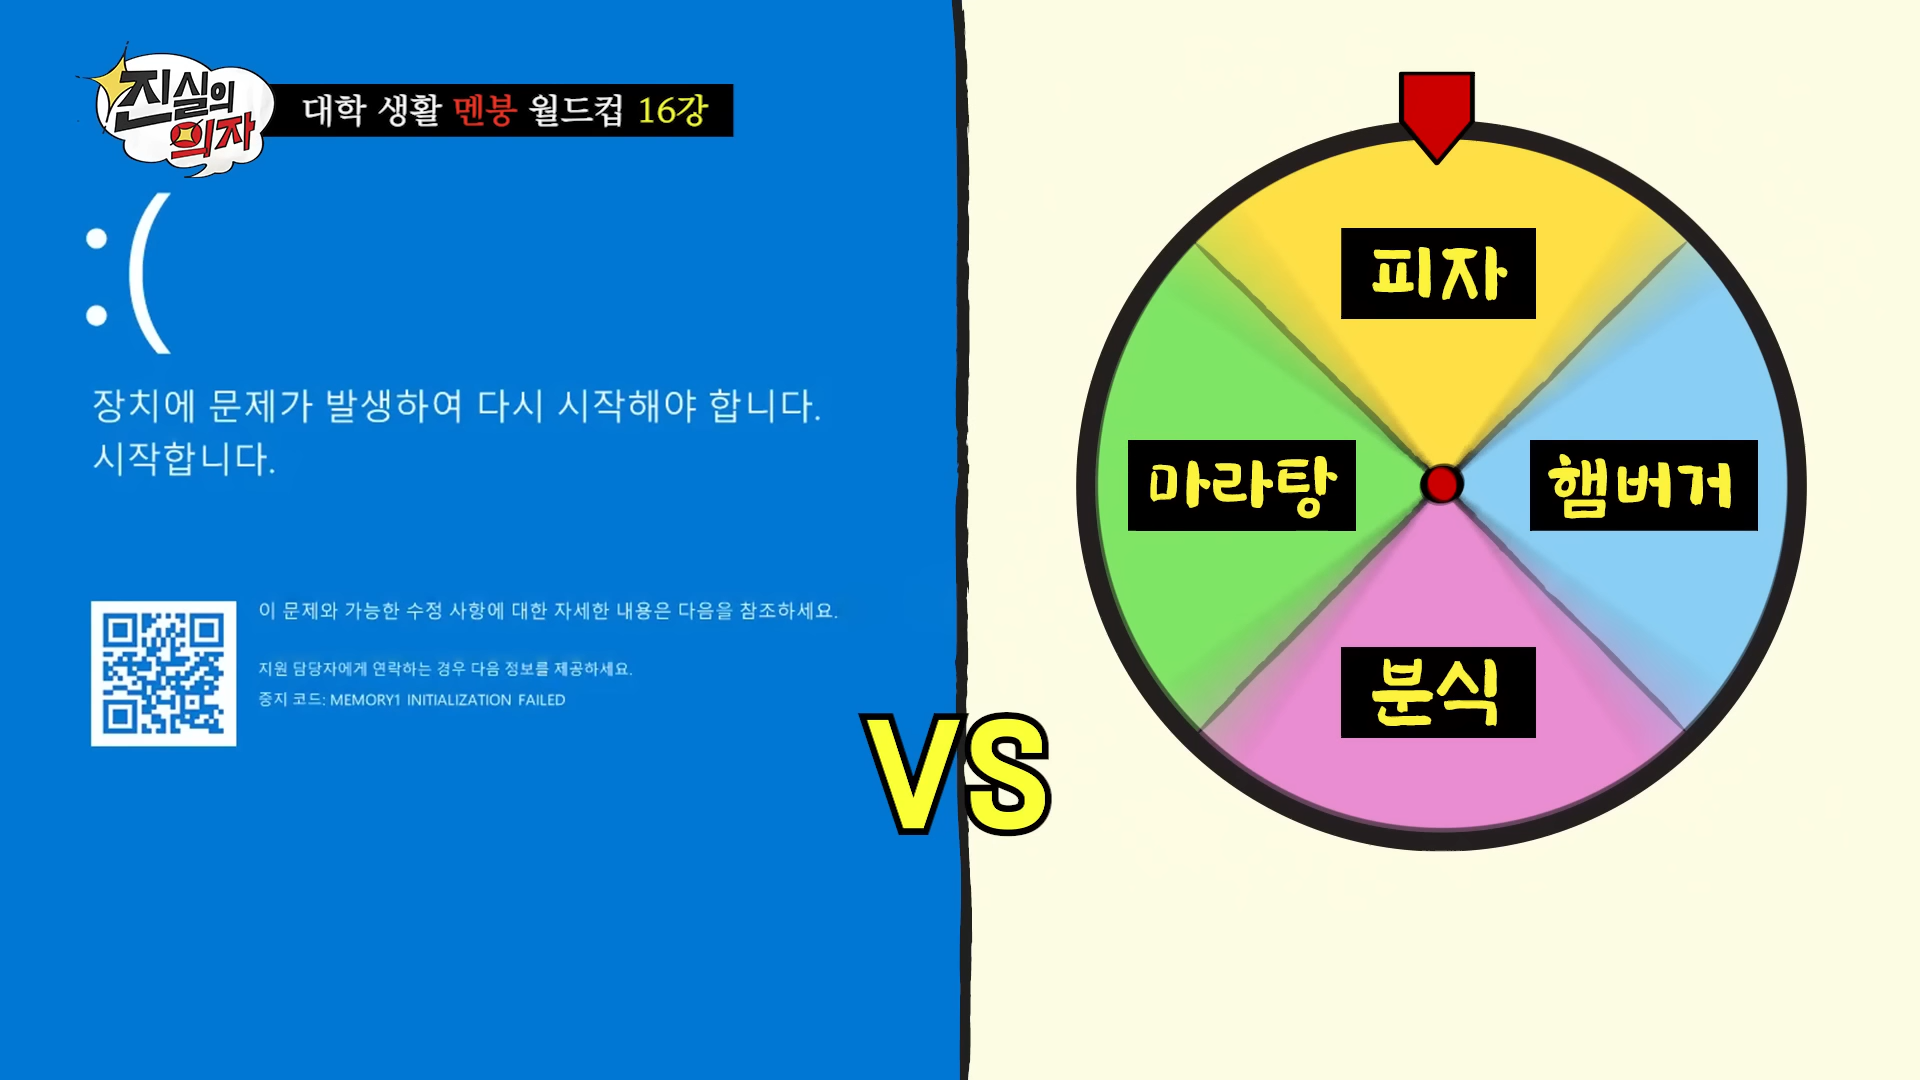 진실의
의자
대학 생활 멘붕 월드컵 16강
:(
장치에 문제가 발생하여 다시 시작해야 합니다.
시작합니다.
이 문제와 가능한 수정 사항에 대한 자세한 내용은 다음을 참조하세요.
지원 담당자에게 연락하는 경우 다음 정보를 제공하세요.
중지 코드: MEMORY1 INITIALIZATION FAILED
VS
피자
마라탕
햄버거
분식